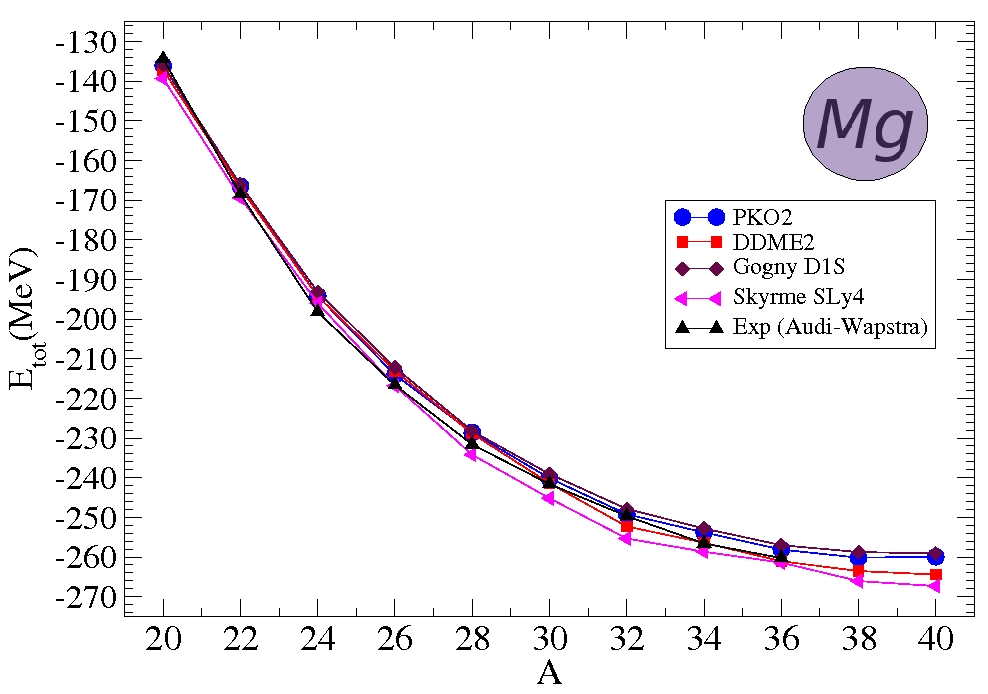 -130
-140
-150
-160
-170
-180
-190
-200
-210
-220
-230
-240
-250
-260
-270
E_tot(MeV)
Mg
PKO2
DDME2
Gogny D1S
Skyrme SLy4
Exp (Audi-Wapstra)
20 22 24 26 28 30 32 34 36 38 40
A